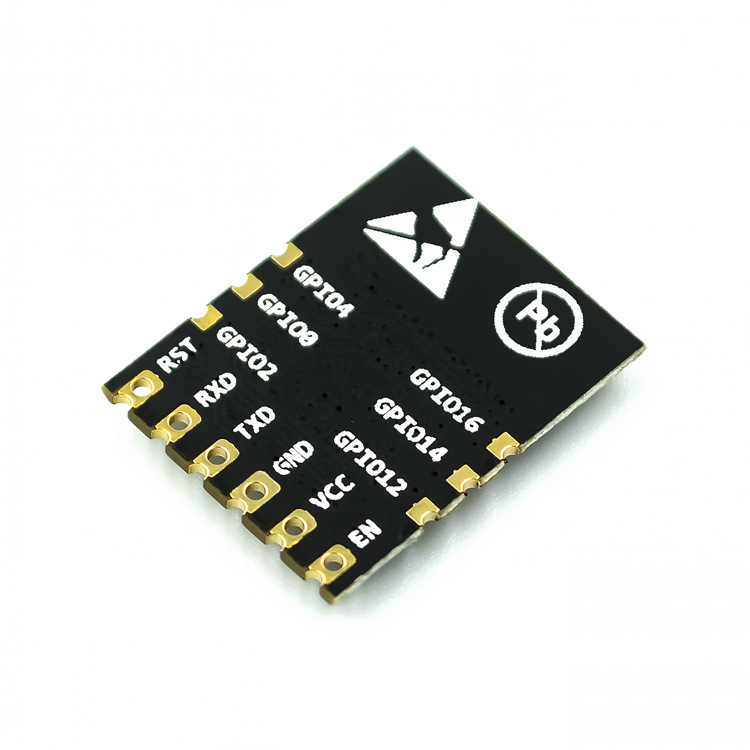 GPIO4
GPIO0
GPIO2
RST
RXD
TXD
GND
VCC
EN
GPIO16
GPIO14
GPIO12
Pb